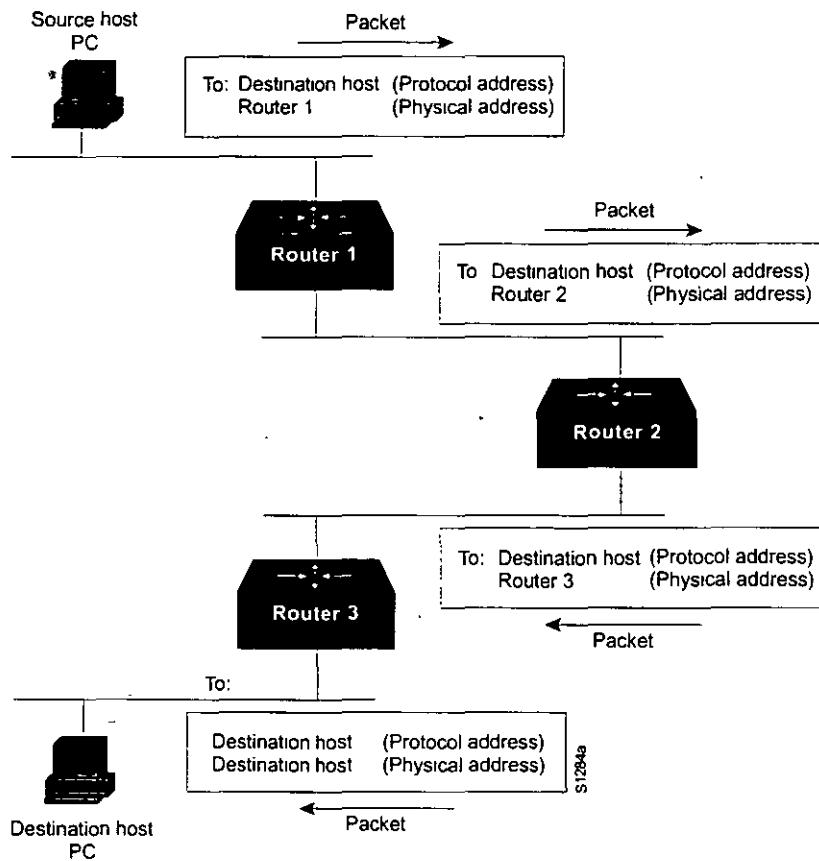 Source host
PC
Packet
To: Destination host (Protocol address)
Router 1 (Physical address)
Router 1
Packet
To Destination host (Protocol address)
Router 2 (Physical address)
Router 2
To: Destination host (Protocol address)
Router 3 (Physical address)
Router 3
Packet
To:
Destination host (Protocol address)
Destination host (Physical address)
S1284a
Packet
Destination host
PC